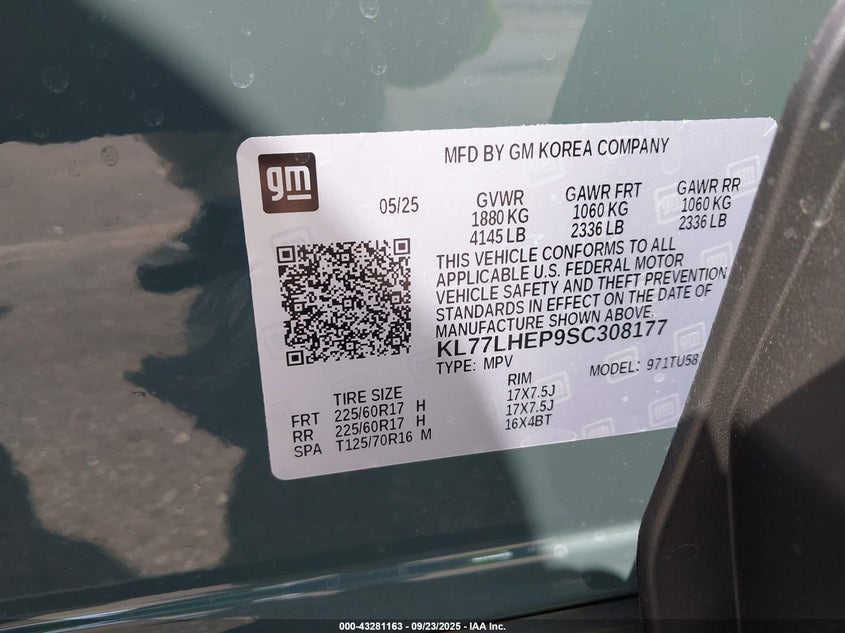 gm
MFD BY GM KOREA COMPANY
05/25
GVWR
1880 KG
4145 LB
GAWR FRT
1060 KG
2336 LB
GAWR RR
1060 KG
2336 LB
THIS VEHICLE CONFORMS TO ALL
APPLICABLE U.S. FEDERAL MOTOR
VEHICLE SAFETY AND THEFT PREVENTION
STANDARDS IN EFFECT ON THE DATE OF
MANUFACTURE SHOWN ABOVE.
KL77LHEP9SC308177
TYPE: MPV
MODEL: 971TU58
TIRE SIZE
RIM
FRT 225/60R17 H 17X7.5J
RR 225/60R17 H 17X7.5J
SPA T125/70R16 M 16X4BT
000-43281163 - 09/23/2025 - IAA Inc.